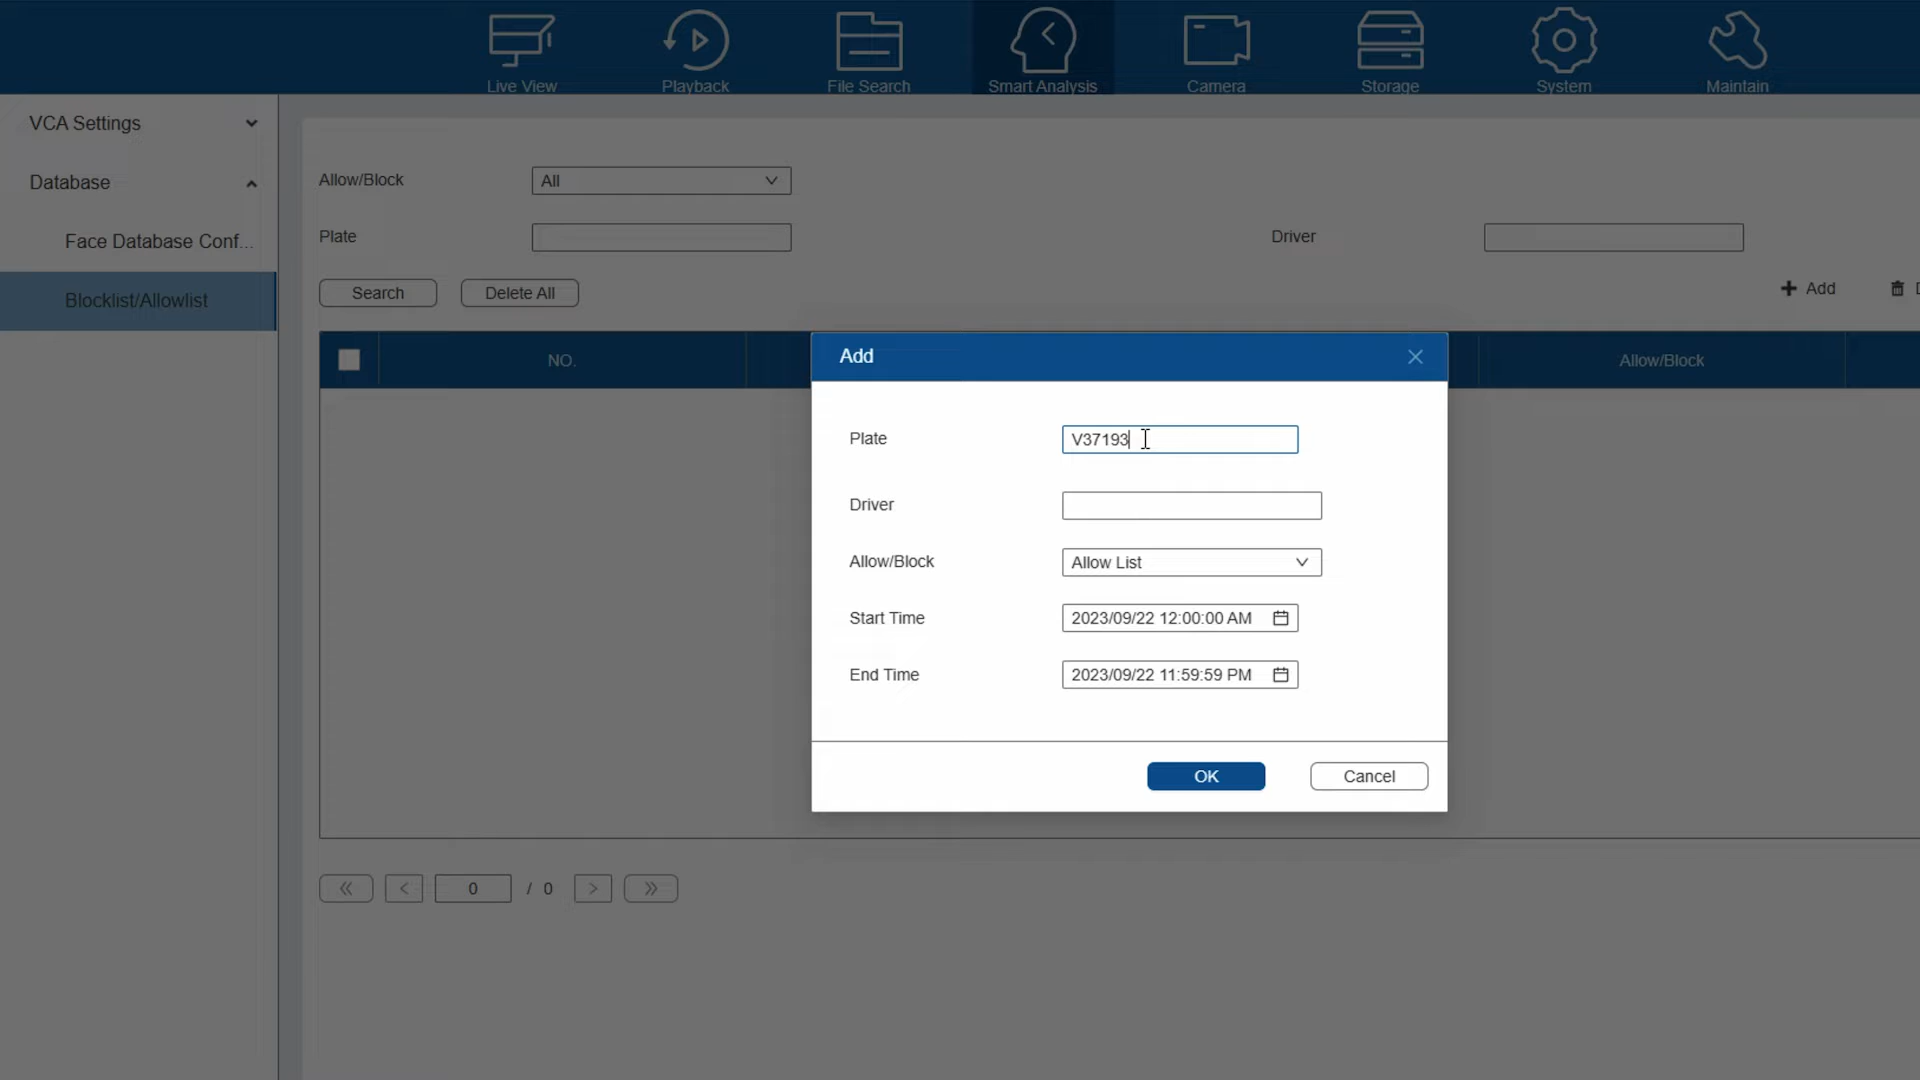 Live View
Playback
File Search
Smart Analysis
Camera
Storage
System
Maintain
VCA Settings
Database
Face Database Conf...
Blocklist/Allowlist
Allow/Block
All
Plate
Driver
Search
Delete All
Add
NO.
Allow/Block
Add
Plate
V37193
Driver
Allow/Block
Allow List
Start Time
2023/09/22 12:00:00 AM
End Time
2023/09/22 11:59:59 PM
OK
Cancel
0
/ 0